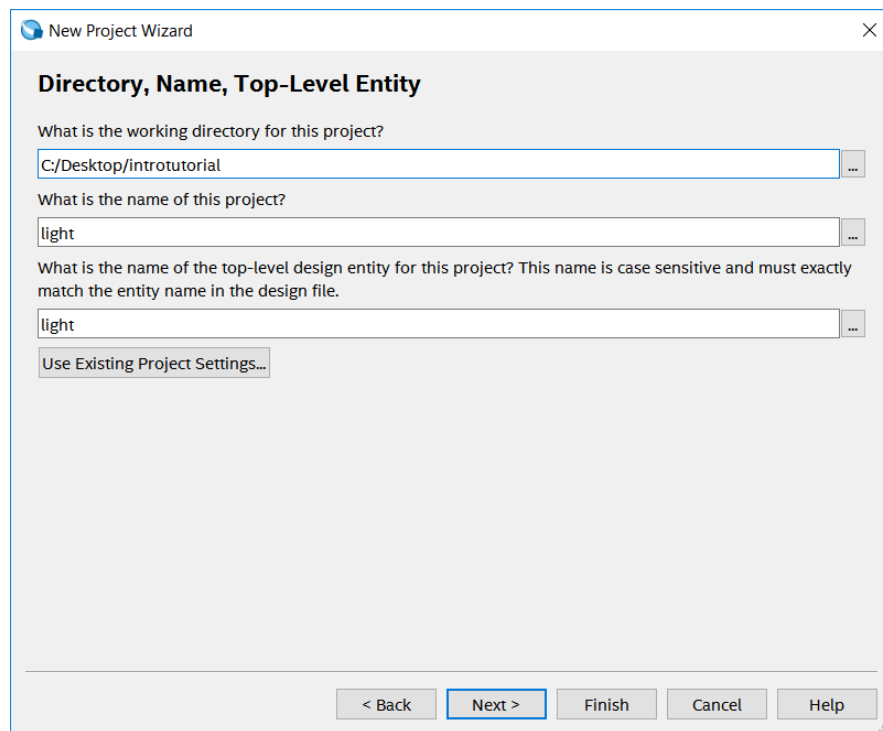 New Project Wizard
Directory, Name, Top-Level Entity
What is the working directory for this project?
C:/Desktop/introtutorial
...
What is the name of this project?
light
...
What is the name of the top-level design entity for this project? This name is case sensitive and must exactly
match the entity name in the design file.
light
...
Use Existing Project Settings...
< Back
Next >
Finish
Cancel
Help